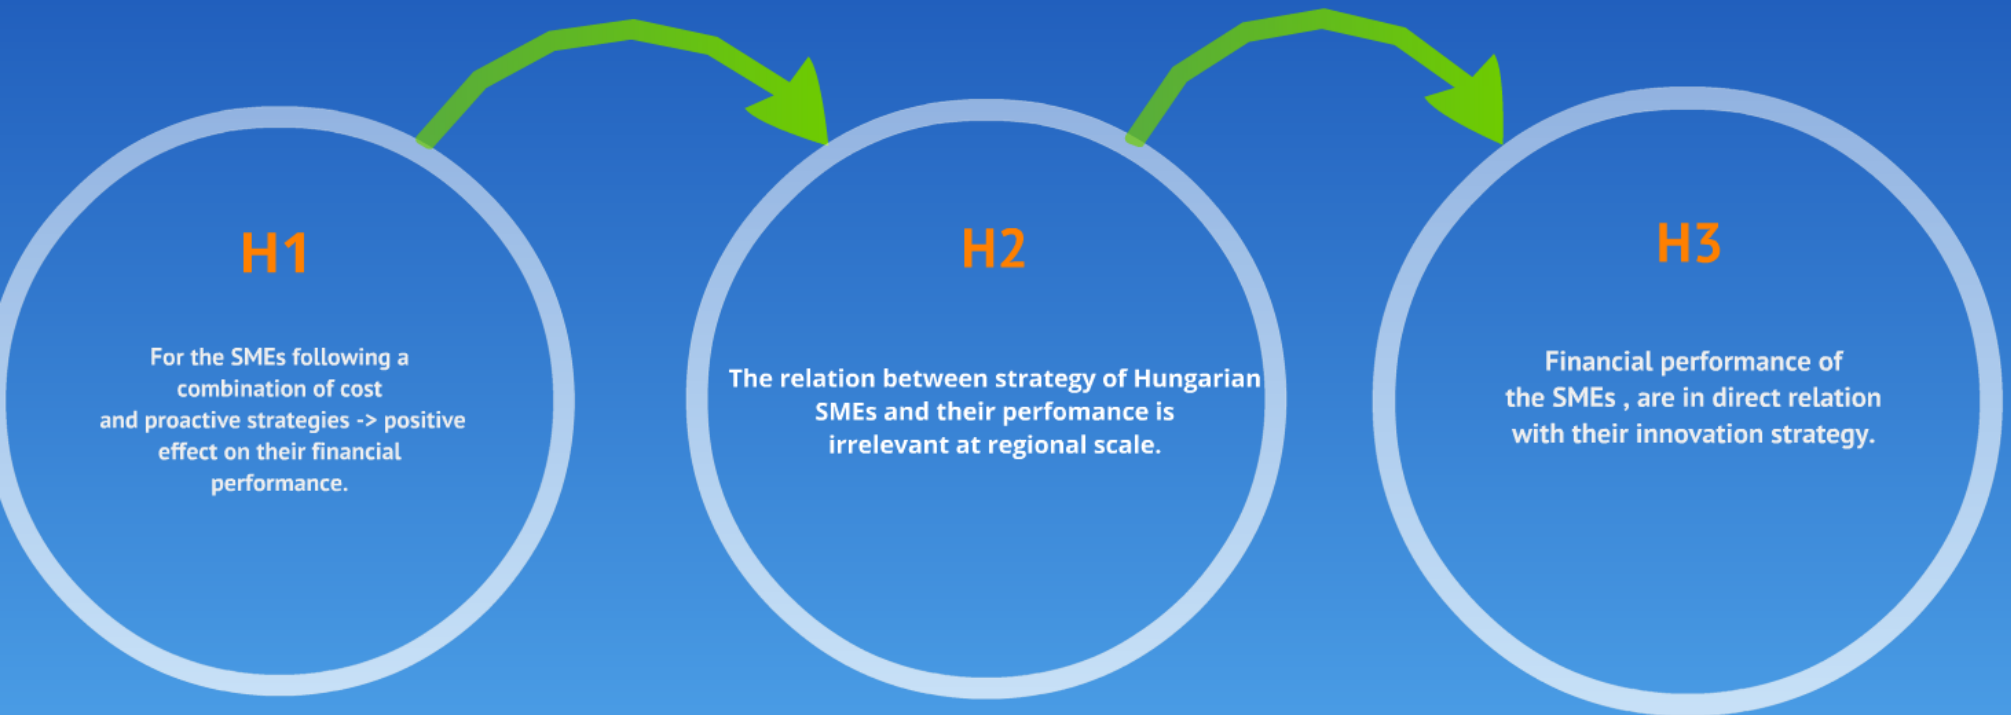 H1
For the SMEs following a
combination of cost
and proactive strategies -> positive
effect on their financial
performance.
H2
The relation between strategy of Hungarian
SMEs and their perfomance is
irrelevant at regional scale.
H3
Financial performance of
the SMEs , are in direct relation
with their innovation strategy.